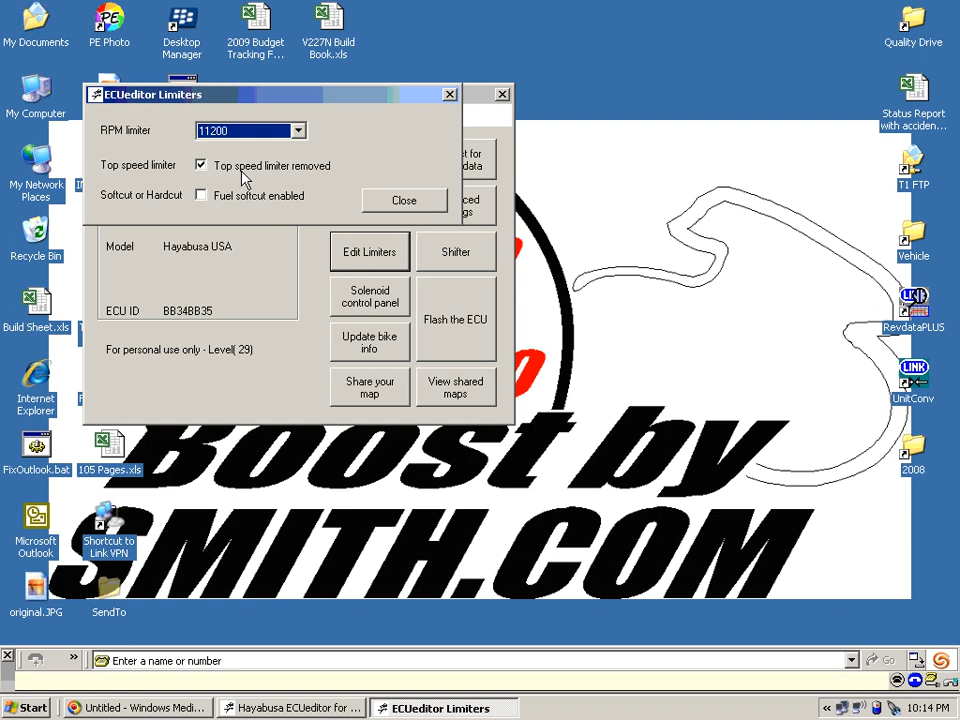 My Documents
PE Photo
Desktop
Manager
2009 Budget
Tracking F...
V227N Build
Book.xls
Quality Drive
My Computer
Status Report
with acciden...
ECUeditor Limiters
RPM limiter
11200
Top speed limiter
Top speed limiter removed
Softcut or Hardcut
Fuel softcut enabled
Close
t for
data
ced
gs
My Network
Places
T1 FTP
Recycle Bin
Vehicle
Model
Hayabusa USA
Edit Limiters
Shifter
ECU ID
BB34BB35
Solenoid
control panel
Flash the ECU
Build Sheet.xls
RevdataPLUS
For personal use only - Level( 29)
Update bike
info
Share your
map
View shared
maps
Internet
Explorer
LINK
UnitConv
Boost by
SMITH.COM
FixOutlook.bat
105 Pages.xls
2008
Microsoft
Outlook
Shortcut to
Link VPN
original.JPG
SendTo
Enter a name or number
Go
Start
Untitled - Windows Medi...
Hayabusa ECUeditor for ...
ECUeditor Limiters
10:14 PM